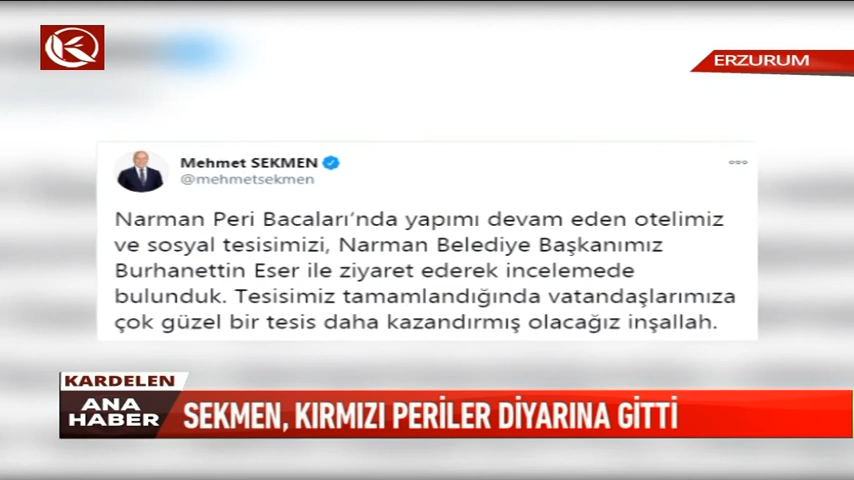 ERZURUM
Mehmet SEKMEN
@mehmetsekmen
Narman Peri Bacaları'nda yapımı devam eden otelimiz
ve sosyal tesisimizi, Narman Belediye Başkanımız
Burhanettin Eser ile ziyaret ederek incelemede
bulunduk. Tesisimiz tamamlandığında vatandaşlarımıza
çok güzel bir tesis daha kazandırmış olacağız inşallah.
KARDELEN
ANA
HABER
SEKMEN, KIRMIZI PERİLER DİYARINA GİTTİ